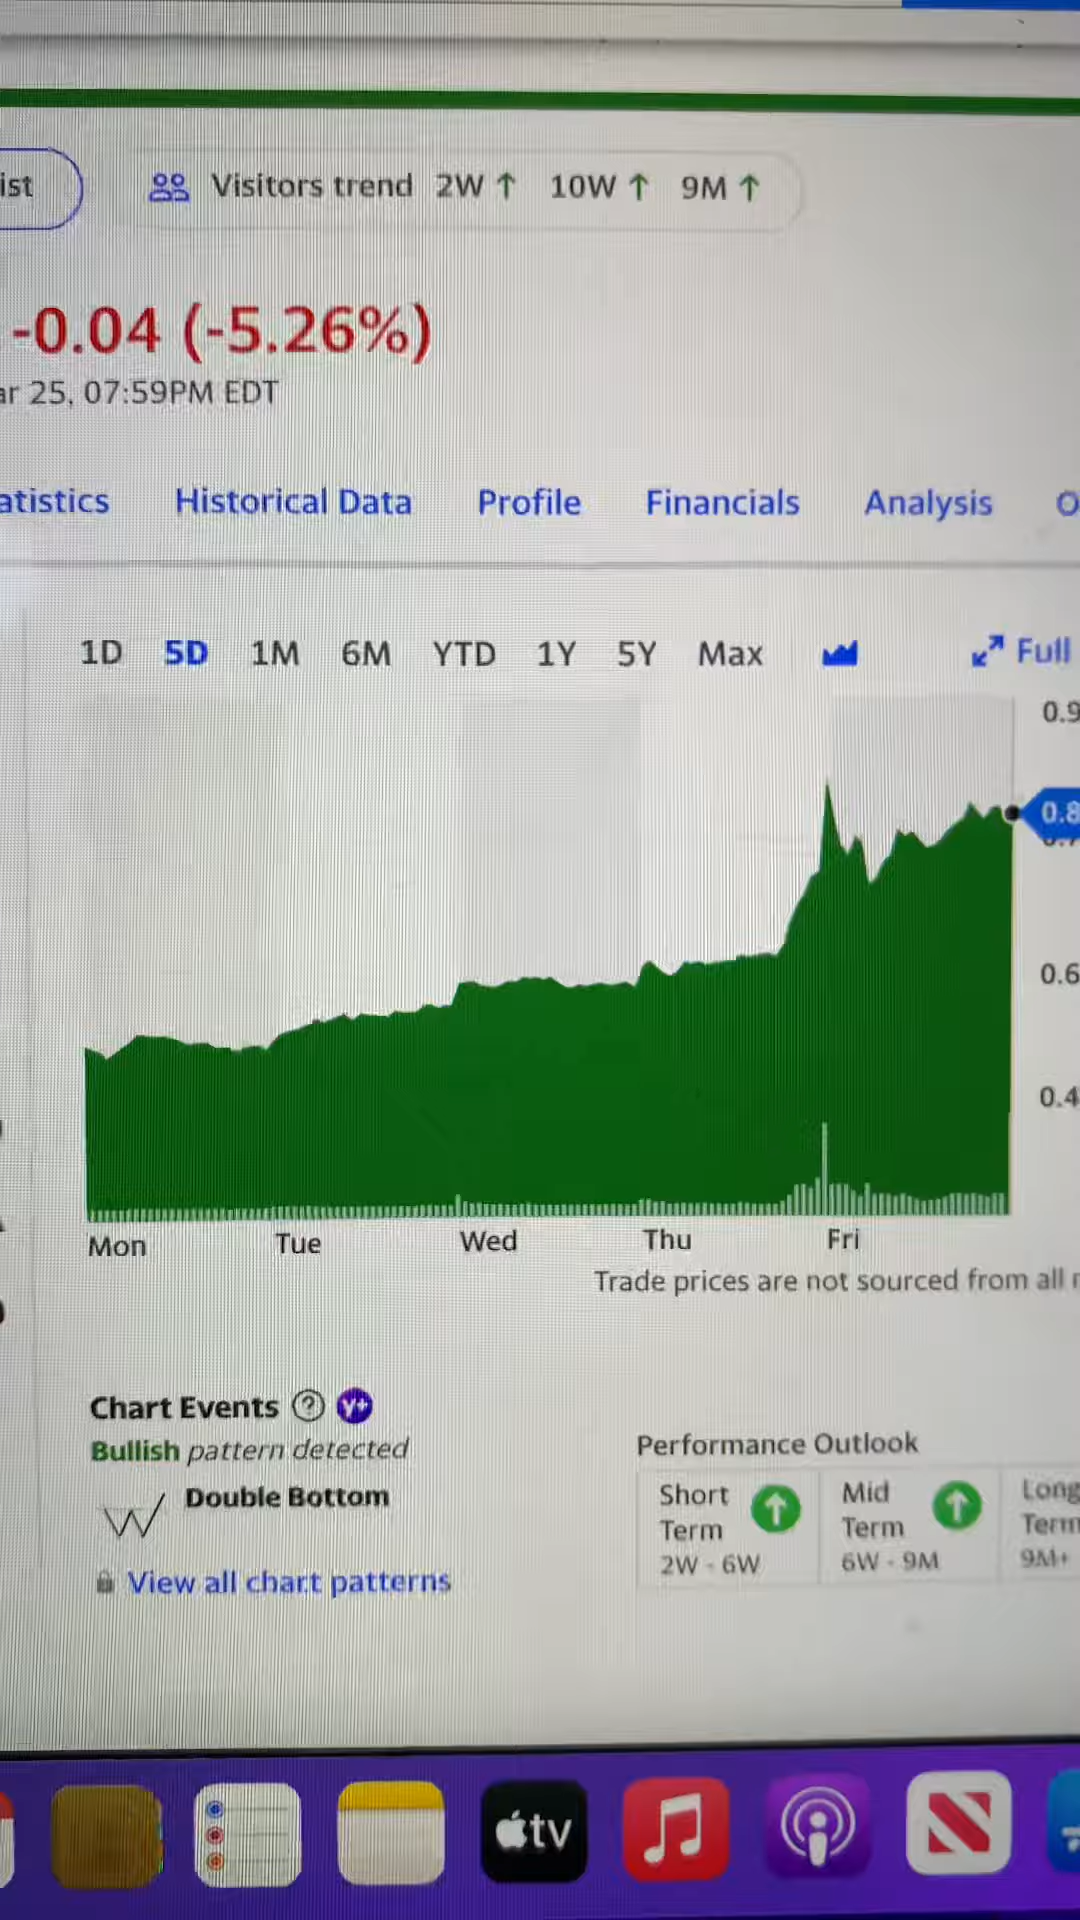 ist Visitors trend 2W ↑ 10W ↑ 9M ↑
-0.04 (-5.26%)
ar 25, 07:59PM EDT
atistics Historical Data Profile Financials Analysis O
1D 5D 1M 6M YTD 1Y 5Y Max Full
0.9
0.8
0.6
0.4
Mon Tue Wed Thu Fri
Trade prices are not sourced from all
Chart Events ? y+
Bullish pattern detected
Double Bottom
View all chart patterns
Performance Outlook
Short
Term
2W - 6W
Mid
Term
6W - 9M
Long
Term
9M+
tv